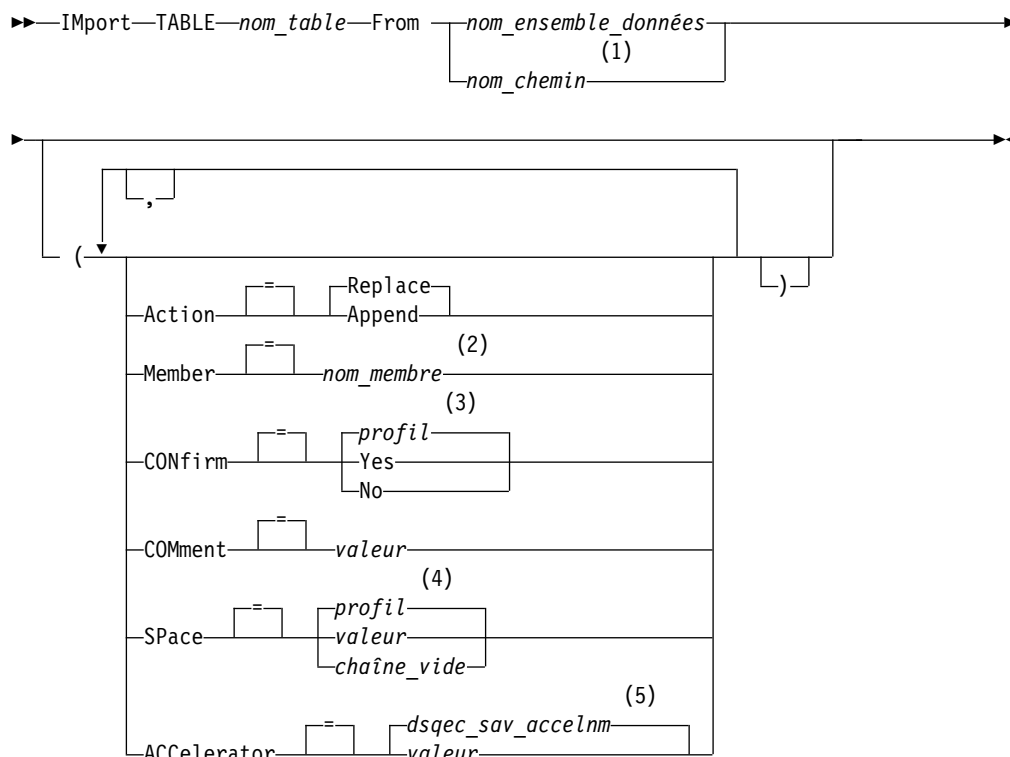 IMport TABLE nom_table From nom_ensemble_données
(1)
nom_chemin
,
(
)
Action = Replace
Append
(2)
Member = nom_membre
(3)
CONfirm = profil
Yes
No
COMment = valeur
(4)
SPace = profil
valeur
chaîne_vide
(5)
ACCelerator = dsqec_sav_accelnm
valeur